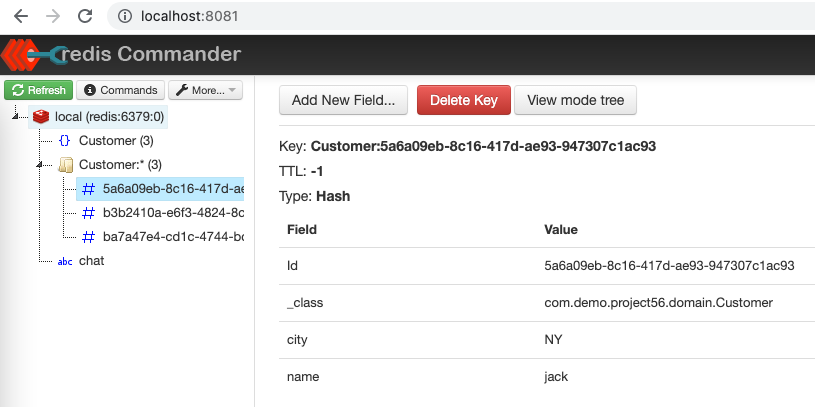 localhost:8081
redis Commander
Refresh Commands More...
local (redis:6379:0)
{} Customer (3)
Customer:* (3)
# 5a6a09eb-8c16-417d-ae
# b3b2410a-e6f3-4824-8c
# ba7a47e4-cd1c-4744-bc
abc chat
Add New Field... Delete Key View mode tree
Key: Customer:5a6a09eb-8c16-417d-ae93-947307c1ac93
TTL: -1
Type: Hash
Field Value
Id 5a6a09eb-8c16-417d-ae93-947307c1ac93
_class com.demo.project56.domain.Customer
city NY
name jack